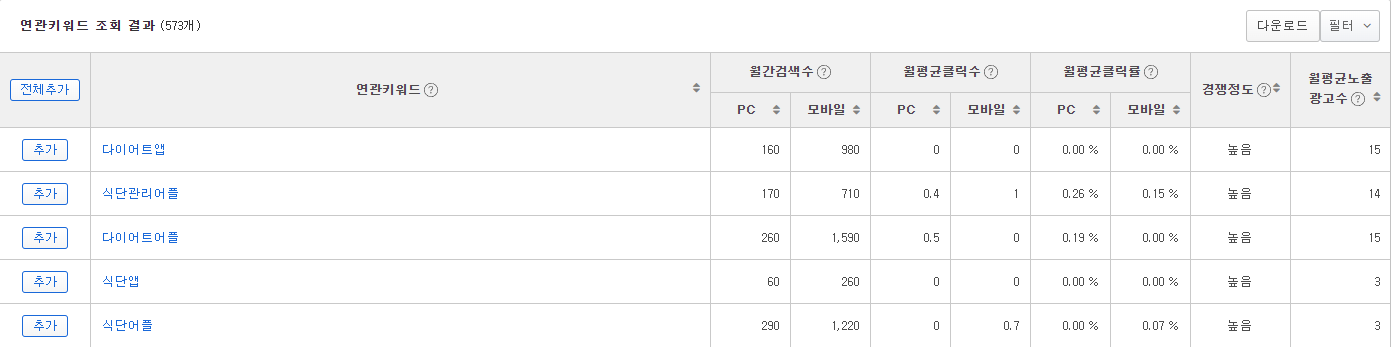 연관키워드 조회 결과 (573개)
다운로드 필터
전체추가 연관키워드 ? 월간검색수 ? 월평균클릭수 ? 월평균클릭률 ? 경쟁정도 ? 월평균노출 광고수 ?
PC 모바일 PC 모바일 PC 모바일
추가 다이어트앱 160 980 0 0 0.00 % 0.00 % 높음 15
추가 식단관리어플 170 710 0.4 1 0.26 % 0.15 % 높음 14
추가 다이어트어플 260 1,590 0.5 0 0.19 % 0.00 % 높음 15
추가 식단앱 60 260 0 0 0.00 % 0.00 % 높음 3
추가 식단어플 290 1,220 0 0.7 0.00 % 0.07 % 높음 3